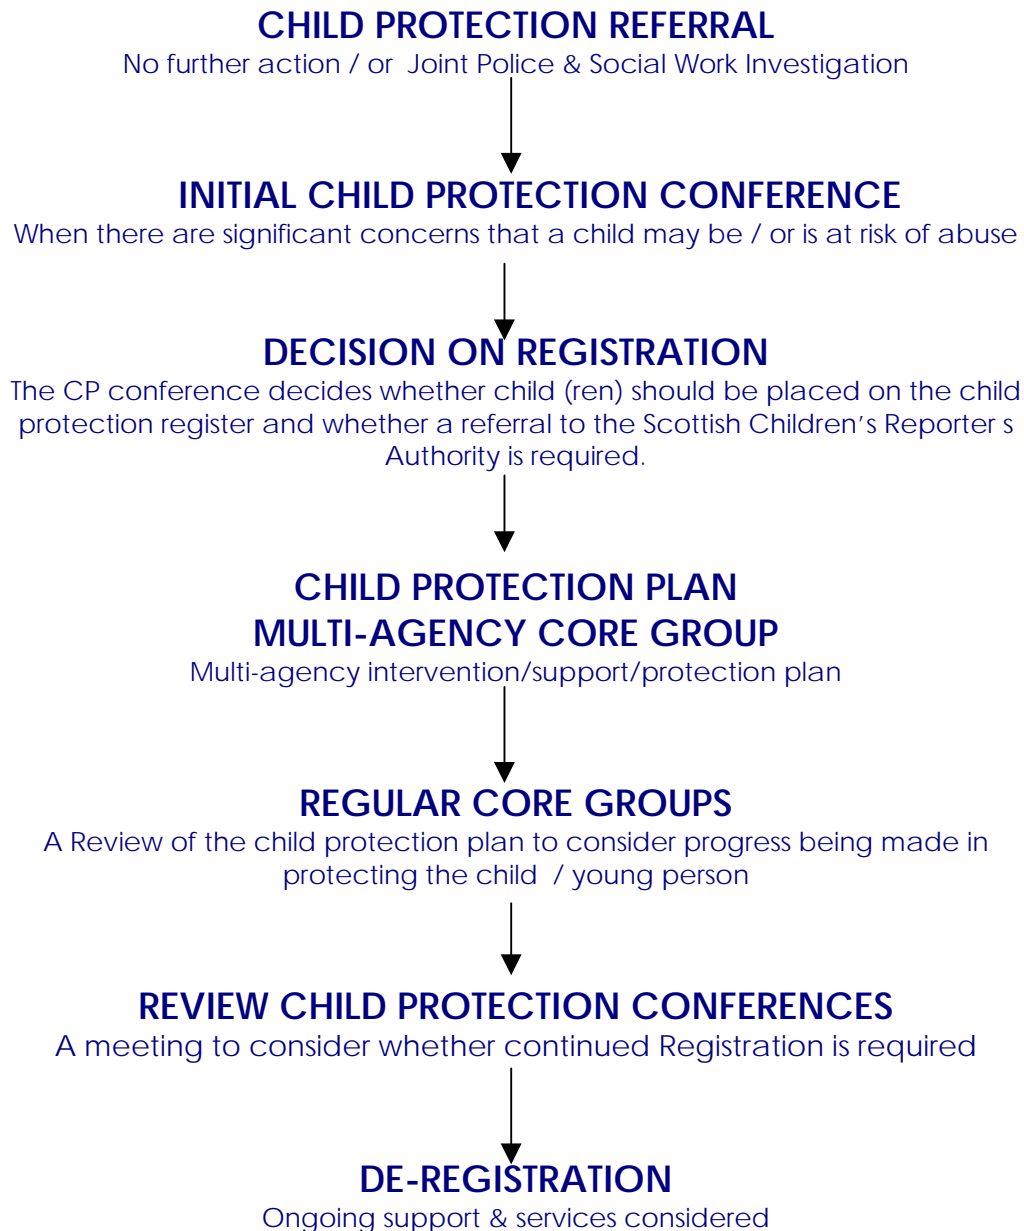 CHILD PROTECTION REFERRAL
No further action / or Joint Police & Social Work Investigation
INITIAL CHILD PROTECTION CONFERENCE
When there are significant concerns that a child may be / or is at risk of abuse
DECISION ON REGISTRATION
The CP conference decides whether child (ren) should be placed on the child
protection register and whether a referral to the Scottish Children's Reporter s
Authority is required.
CHILD PROTECTION PLAN
MULTI-AGENCY CORE GROUP
Multi-agency intervention/support/protection plan
REGULAR CORE GROUPS
A Review of the child protection plan to consider progress being made in
protecting the child / young person
REVIEW CHILD PROTECTION CONFERENCES
A meeting to consider whether continued Registration is required
DE-REGISTRATION
Ongoing support & services considered